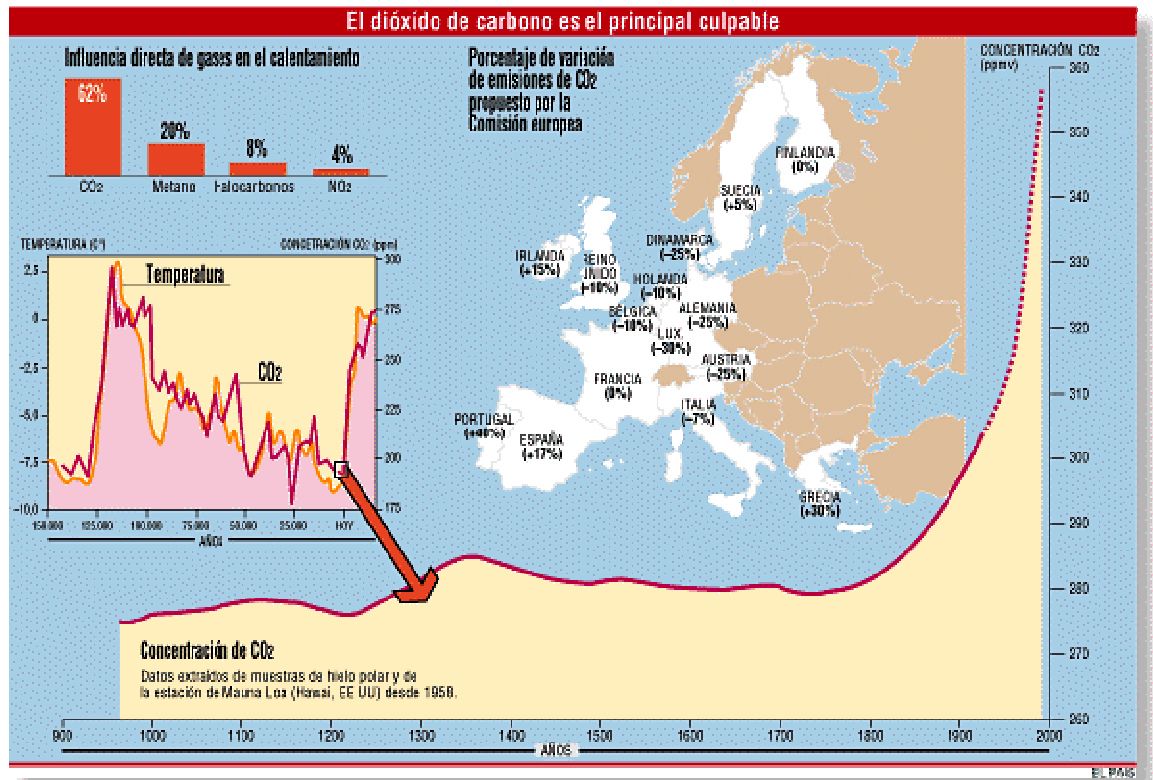 El dióxido de carbono es el principal culpable
Influencia directa de gases en el calentamiento
62%
20%
8%
4%
CO2
Metano
Falocarbonos
NO2
Porcentaje de variación
de emisiones de CO2
propuesto por la
Comisión europea
FINLANDIA
(0%)
SUECIA
(+5%)
DINAMARCA
(-25%)
IRLANDA
(+15%)
REINO
UNIDO
(-10%)
HOLANDA
(-10%)
BÉLGICA
(-10%)
ALEMANIA
(-25%)
LUX.
(-30%)
AUSTRIA
(-25%)
FRANCIA
(0%)
ITALIA
(-7%)
PORTUGAL
(+40%)
ESPAÑA
(+17%)
GRECIA
(+30%)
CONCENTRACIÓN CO2
(ppmv)
360
350
340
330
320
310
300
290
280
270
260
TEMPERATURA (C°)
CONCETRACIÓN CO2 (ppm)
2,5
0
-2,5
-5,0
-7,5
-10,0
300
275
250
225
200
175
Temperatura
CO2
150.000
125.000
100.000
75.000
50.000
25.000
HOY
AÑOS
Concentración de CO2
Datos extraídos de muestras de hielo polar y de
la estación de Mauna Loa (Hawai, EE UU) desde 1958.
900
1000
1100
1200
1300
1400
1500
1600
1700
1800
1900
2000
AÑOS
EL PAIS